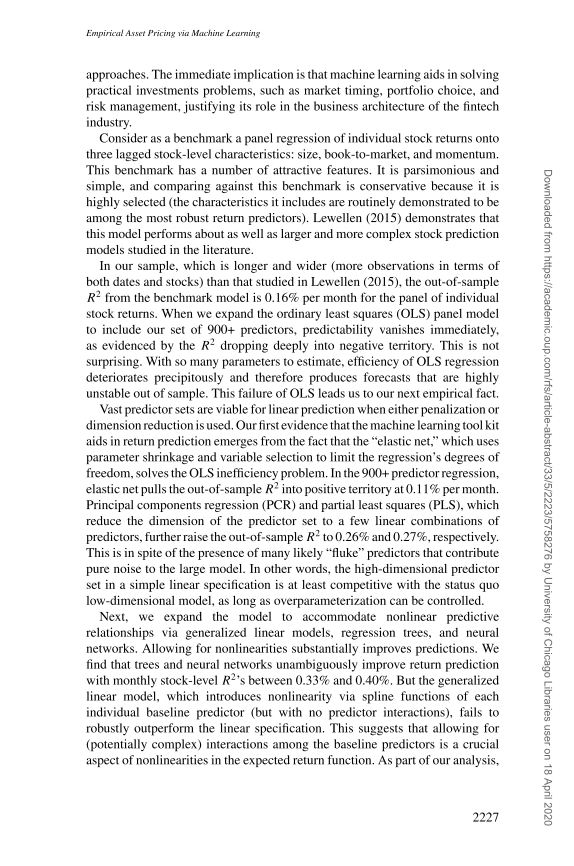 Empirical Asset Pricing via Machine Learning
approaches. The immediate implication is that machine learning aids in solving
practical investments problems, such as market timing, portfolio choice, and
risk management, justifying its role in the business architecture of the fintech
industry.
Consider as a benchmark a panel regression of individual stock returns onto
three lagged stock-level characteristics: size, book-to-market, and momentum.
This benchmark has a number of attractive features. It is parsimonious and
simple, and comparing against this benchmark is conservative because it is
highly selected (the characteristics it includes are routinely demonstrated to be
among the most robust return predictors). Lewellen (2015) demonstrates that
this model performs about as well as larger and more complex stock prediction
models studied in the literature.
In our sample, which is longer and wider (more observations in terms of
both dates and stocks) than that studied in Lewellen (2015), the out-of-sample
R² from the benchmark model is 0.16% per month for the panel of individual
stock returns. When we expand the ordinary least squares (OLS) panel model
to include our set of 900+ predictors, predictability vanishes immediately,
as evidenced by the R² dropping deeply into negative territory. This is not
surprising. With so many parameters to estimate, efficiency of OLS regression
deteriorates precipitously and therefore produces forecasts that are highly
unstable out of sample. This failure of OLS leads us to our next empirical fact.
Vast predictor sets are viable for linear prediction when either penalization or
dimension reduction is used. Our first evidence that the machine learning tool kit
aids in return prediction emerges from the fact that the “elastic net,” which uses
parameter shrinkage and variable selection to limit the regression's degrees of
freedom, solves the OLS inefficiency problem. In the 900+ predictor regression,
elastic net pulls the out-of-sample R² into positive territory at 0.11% per month.
Principal components regression (PCR) and partial least squares (PLS), which
reduce the dimension of the predictor set to a few linear combinations of
predictors, further raise the out-of-sample R² to 0.26% and 0.27%, respectively.
This is in spite of the presence of many likely “fluke” predictors that contribute
pure noise to the large model. In other words, the high-dimensional predictor
set in a simple linear specification is at least competitive with the status quo
low-dimensional model, as long as overparameterization can be controlled.
Next, we expand the model to accommodate nonlinear predictive
relationships via generalized linear models, regression trees, and neural
networks. Allowing for nonlinearities substantially improves predictions. We
find that trees and neural networks unambiguously improve return prediction
with monthly stock-level R²'s between 0.33% and 0.40%. But the generalized
linear model, which introduces nonlinearity via spline functions of each
individual baseline predictor (but with no predictor interactions), fails to
robustly outperform the linear specification. This suggests that allowing for
(potentially complex) interactions among the baseline predictors is a crucial
aspect of nonlinearities in the expected return function. As part of our analysis,
2227
Downloaded from https://academic.oup.com/rfs/article-abstract/33/5/2223/5758276 by University of Chicago Libraries user on 18 April 2020